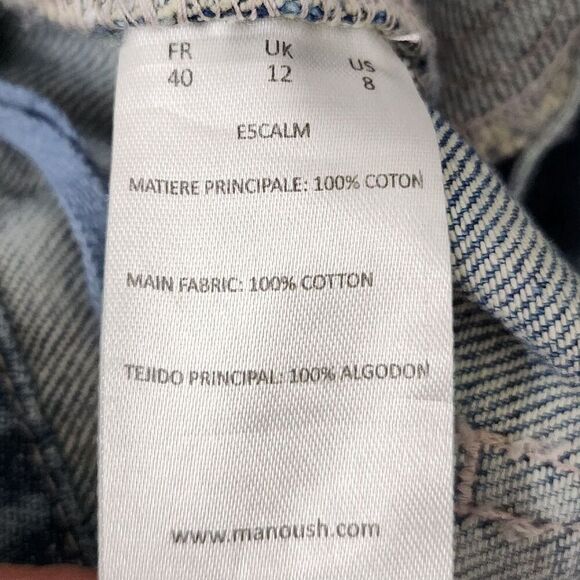 FR UK US
40 12 8
E5CALM
MATIERE PRINCIPALE: 100% COTON
MAIN FABRIC: 100% COTTON
TEJIDO PRINCIPAL: 100% ALGODON
www.manoush.com